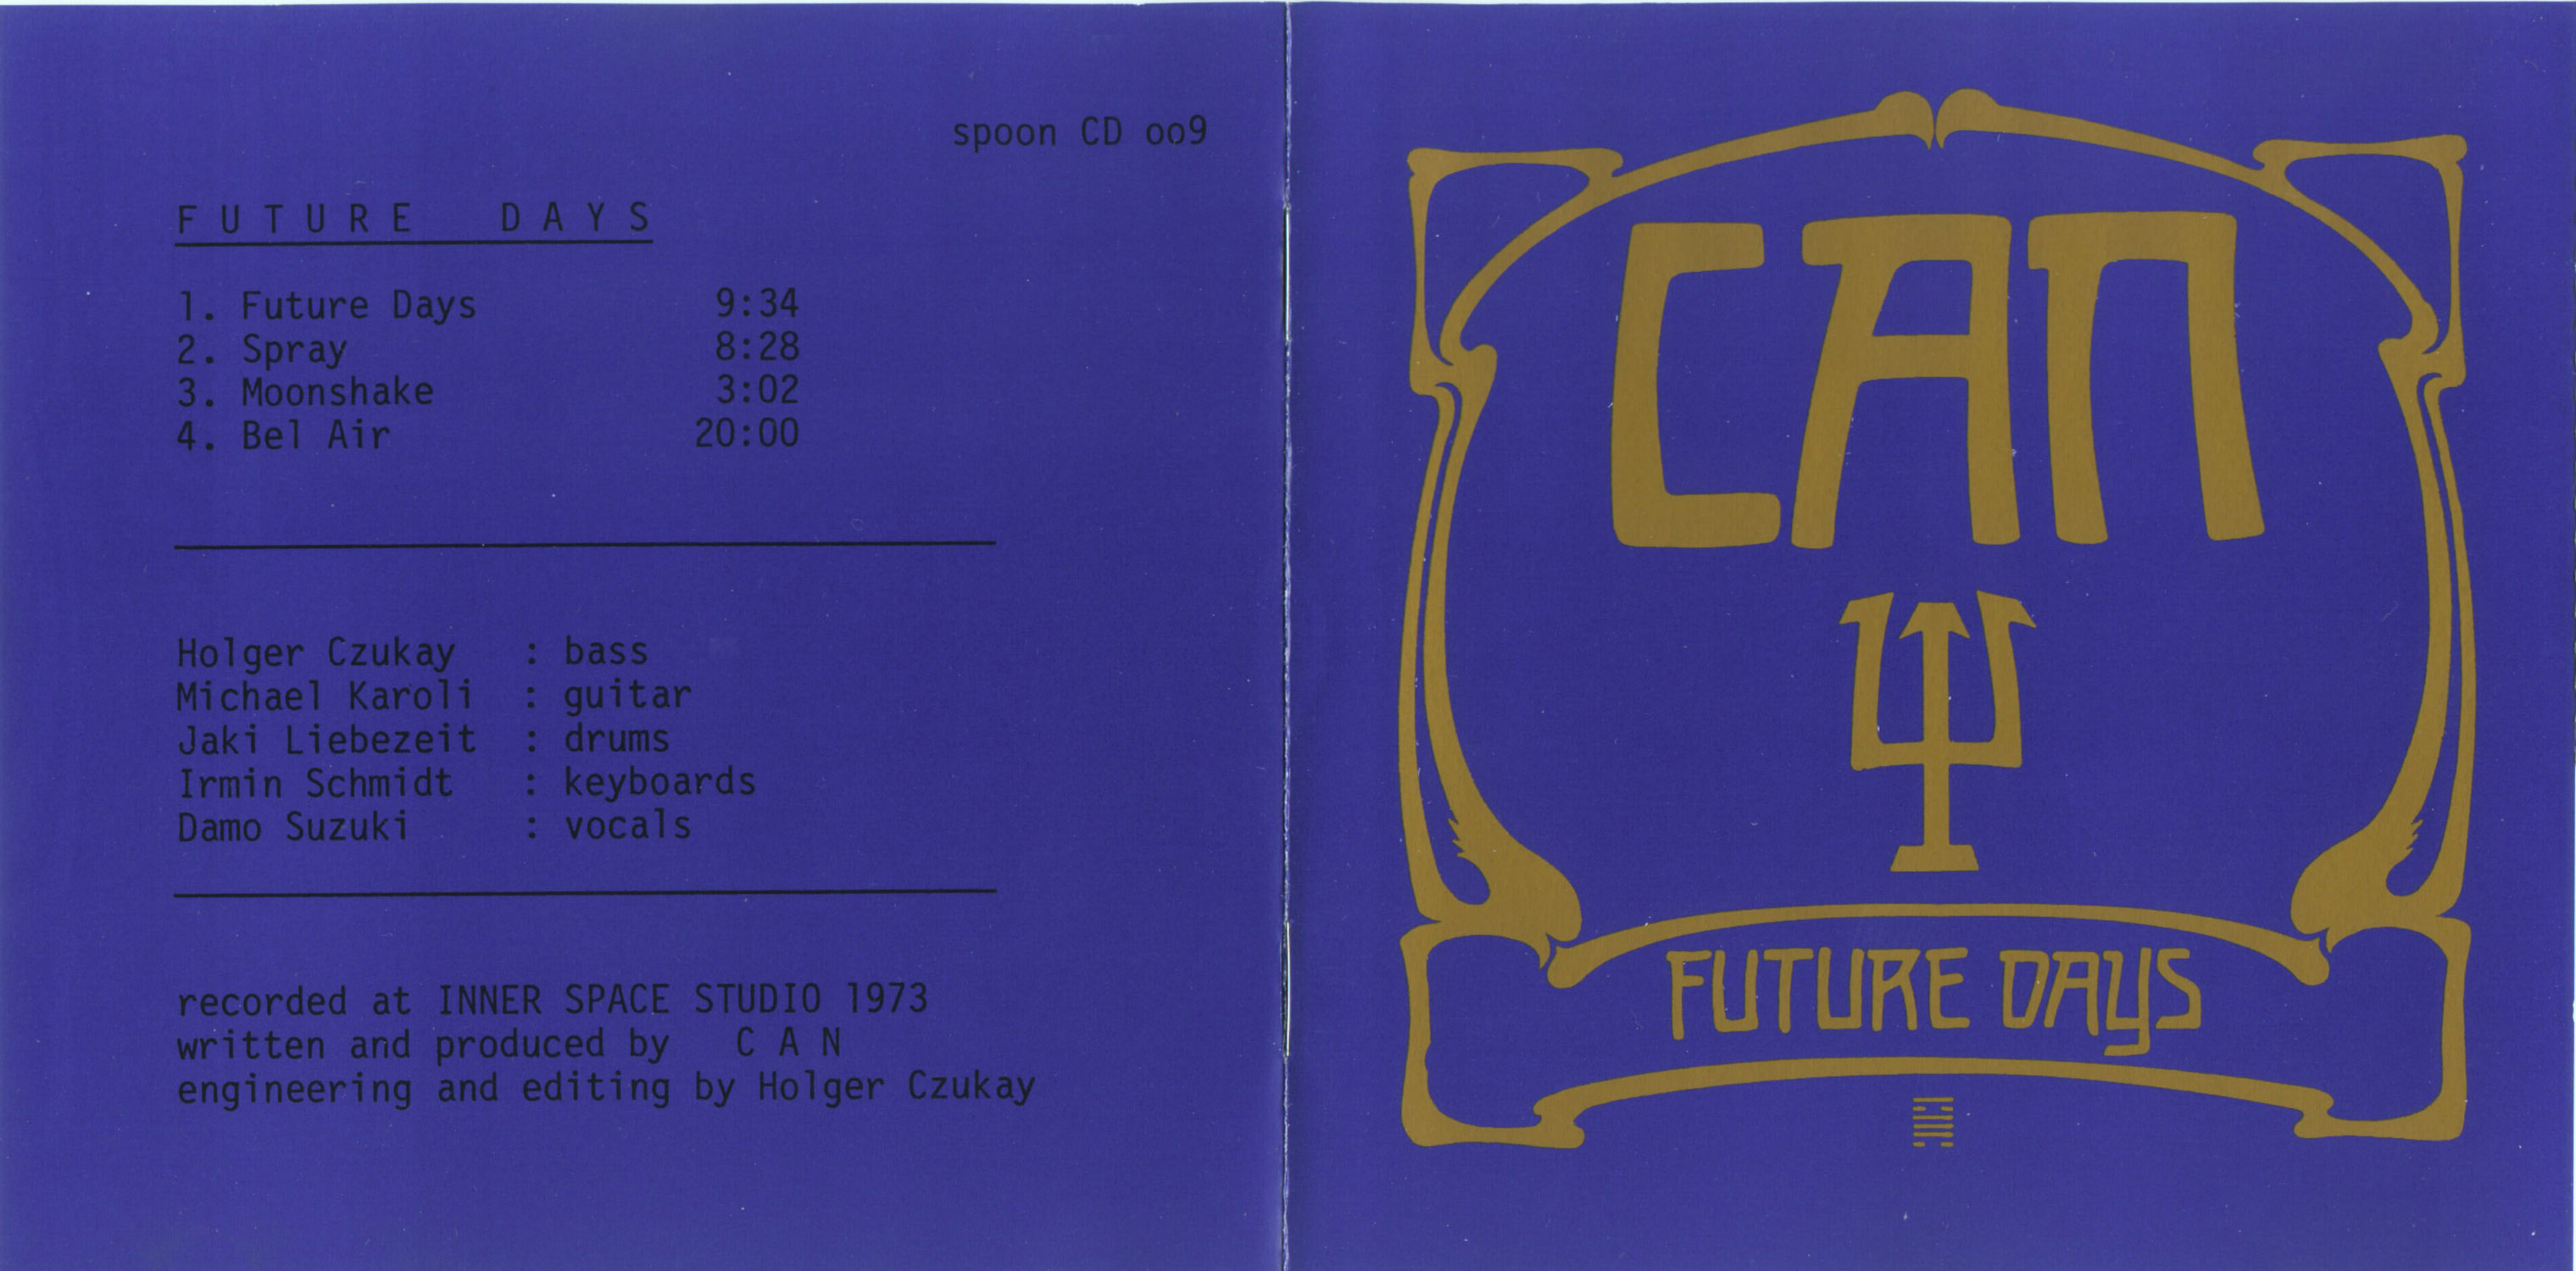 spoon CD oo9
FUTURE DAYS
1. Future Days 9:34
2. Spray 8:28
3. Moonshake 3:02
4. Bel Air 20:00
Holger Czukay : bass
Michael Karoli : guitar
Jaki Liebezeit : drums
Irmin Schmidt : keyboards
Damo Suzuki : vocals
recorded at INNER SPACE STUDIO 1973
written and produced by C A N
engineering and editing by Holger Czukay
CAN
FUTURE DAYS